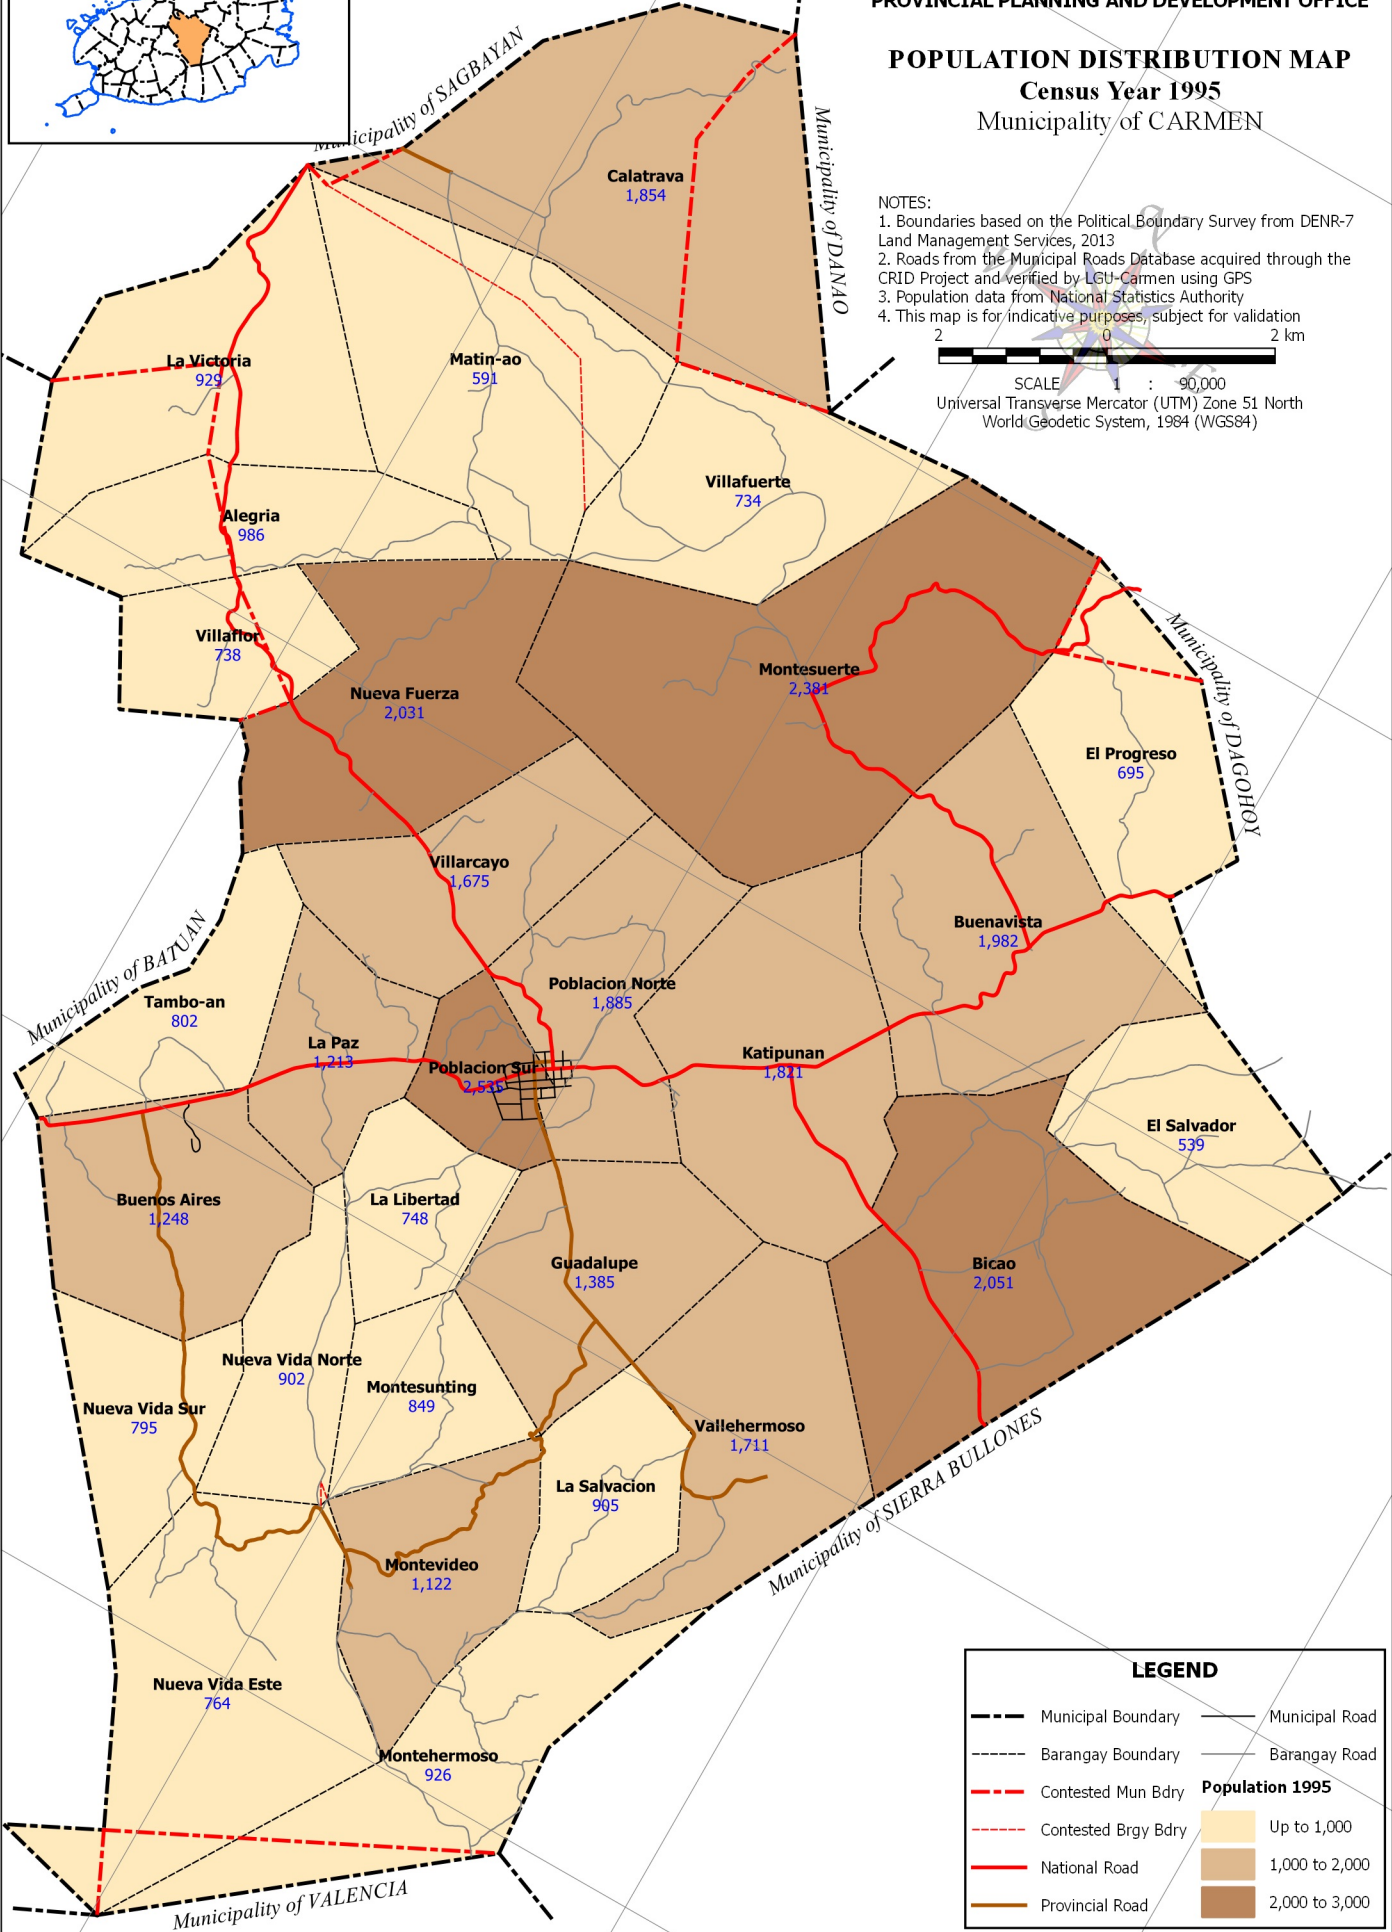 PROVINCIAL PLANNING AND DEVELOPMENT OFFICE
POPULATION DISTRIBUTION MAP
Census Year 1995
Municipality of CARMEN
NOTES:
1. Boundaries based on the Political Boundary Survey from DENR-7
Land Management Services, 2013
2. Roads from the Municipal Roads Database acquired through the
CRID Project and verified by LGU-Carmen using GPS
3. Population data from National Statistics Authority
4. This map is for indicative purposes, subject for validation
2 0 2 km
SCALE 1 : 90,000
Universal Transverse Mercator (UTM) Zone 51 North
World Geodetic System, 1984 (WGS84)
Municipality of SAGBAYAN
Municipality of DANAO
Calatrava
1,854
La Victoria
929
Matin-ao
591
Villafuerte
734
Alegria
986
Villaflor
738
Nueva Fuerza
2,031
Montesuerte
2,381
Municipality of DAGOHOY
El Progreso
695
Villarcayo
1,675
Buenavista
1,982
Municipality of BATUAN
Tambo-an
802
Poblacion Norte
1,885
La Paz
1,213
Poblacion Sur
2,535
Katipunan
1,821
El Salvador
539
Buenos Aires
1,248
La Libertad
748
Guadalupe
1,385
Bicao
2,051
Nueva Vida Norte
902
Montesunting
849
Nueva Vida Sur
795
Vallehermoso
1,711
La Salvacion
905
Municipality of SIERRA BULLONES
Montevideo
1,122
Nueva Vida Este
764
Montehermoso
926
Municipality of VALENCIA
LEGEND
Municipal Boundary
Barangay Boundary
Contested Mun Bdry
Contested Brgy Bdry
National Road
Provincial Road
Municipal Road
Barangay Road
Population 1995
Up to 1,000
1,000 to 2,000
2,000 to 3,000